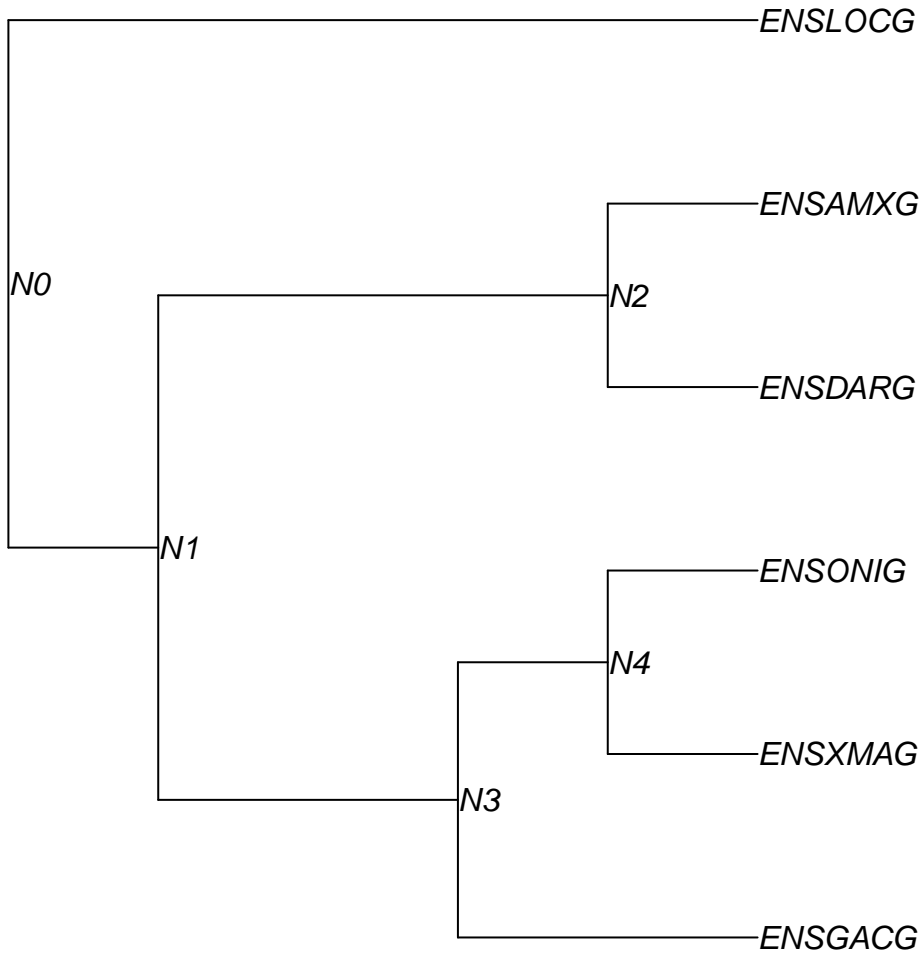 ENSLOCG
ENSAMXG
N0
N2
ENSDARG
N1
ENSONIG
N4
ENSXMAG
N3
ENSGACG